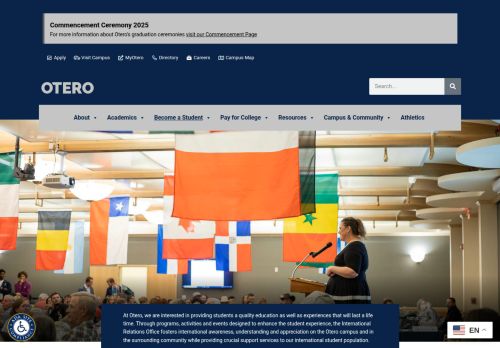 Commencement Ceremony 2025
For more information about Otero's graduation ceremonies visit our Commencement Page
Apply Visit Campus MyOtero Directory Careers Campus Map
OTERO
Search...
About Academics Become a Student Pay for College Resources Campus & Community Athletics
At Otero, we are interested in providing students a quality education as well as experiences that will last a life
time. Through programs, activities and events designed to enhance the student experience, the International
Relations Office fosters international awareness, understanding and appreciation on the Otero campus and in
the surrounding community while providing crucial support services to our international student population.
EN